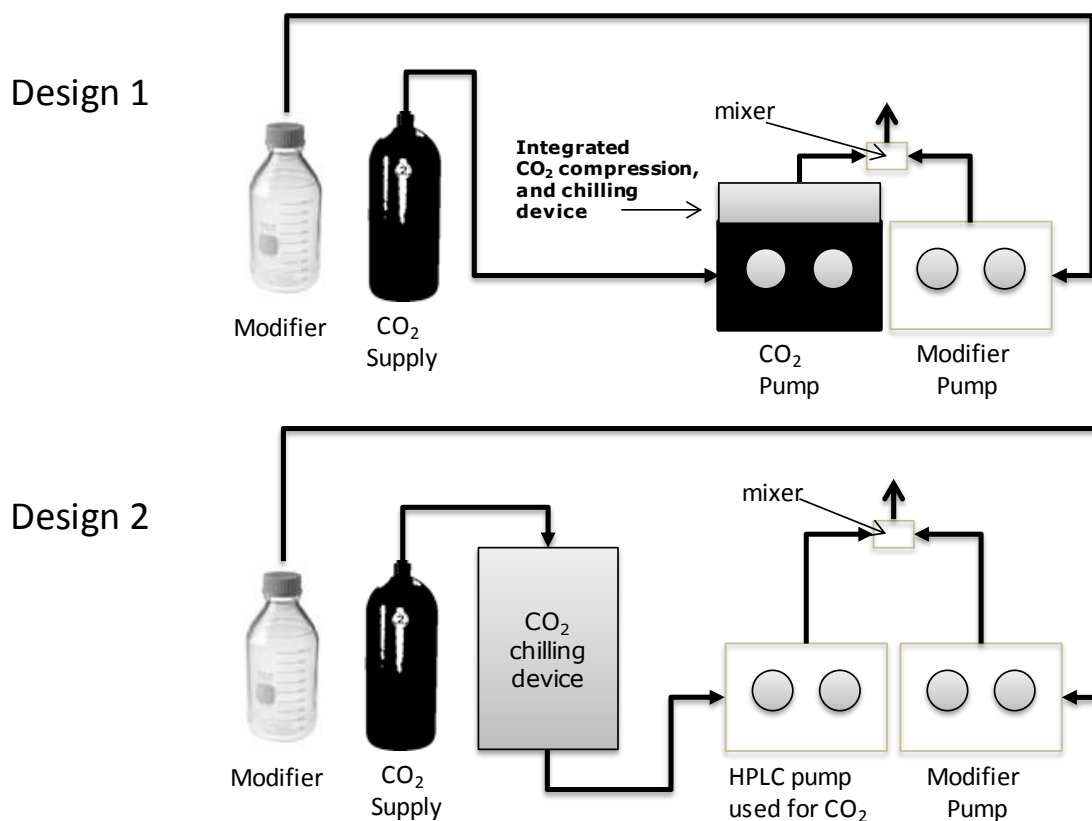 Design 1
mixer
Integrated
CO₂ compression,
and chilling
device
Modifier
CO₂
Supply
CO₂
Pump
Modifier
Pump
Design 2
mixer
CO₂
chilling
device
Modifier
CO₂
Supply
HPLC pump
used for CO₂
Modifier
Pump